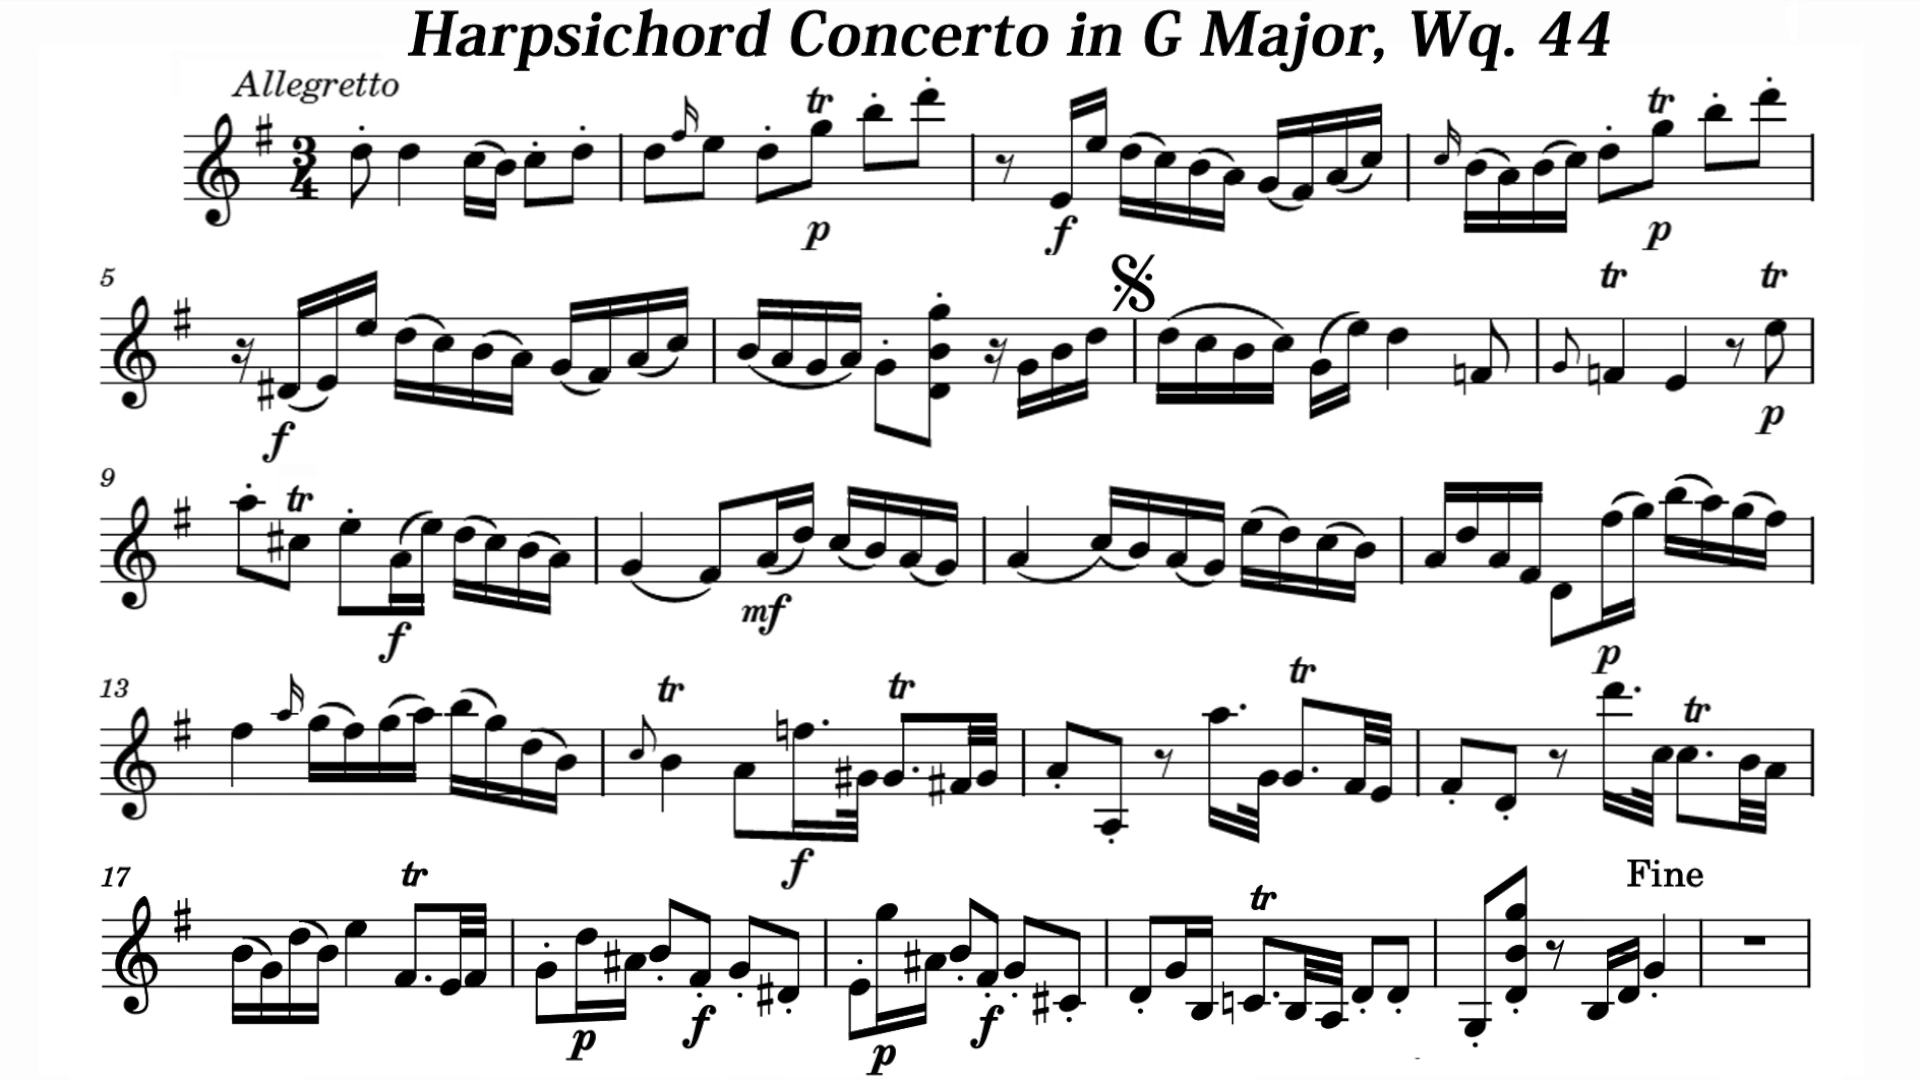 Harpsichord Concerto in G Major, Wq. 44
Allegretto
tr tr
3
4
p f p
5
tr tr
f p
9
tr
f mf p
13
tr tr tr tr
f
17
tr tr Fine
p f p f